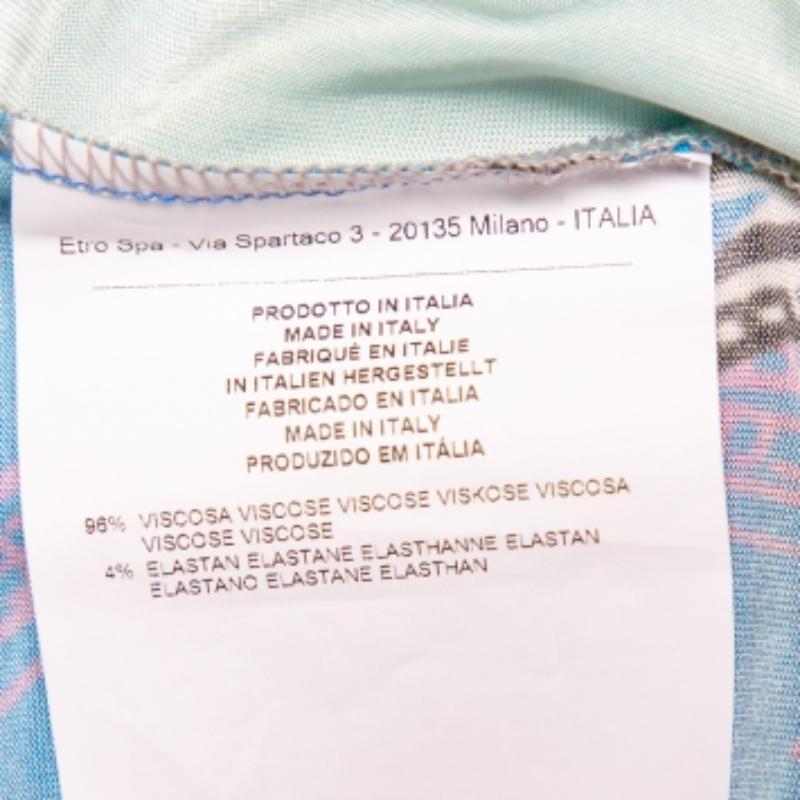 Etro Spa - Via Spartaco 3 - 20135 Milano - ITALIA
PRODOTTO IN ITALIA
MADE IN ITALY
FABRIQUÉ EN ITALIE
IN ITALIEN HERGESTELLT
FABRICADO EN ITALIA
MADE IN ITALY
PRODUZIDO EM ITÁLIA
96% VISCOSA VISCOSE VISCOSE VISKOSE VISCOSA
VISCOSE VISCOSE
4% ELASTAN ELASTANE ELASTHANNE ELASTAN
ELASTANO ELASTANE ELASTHAN